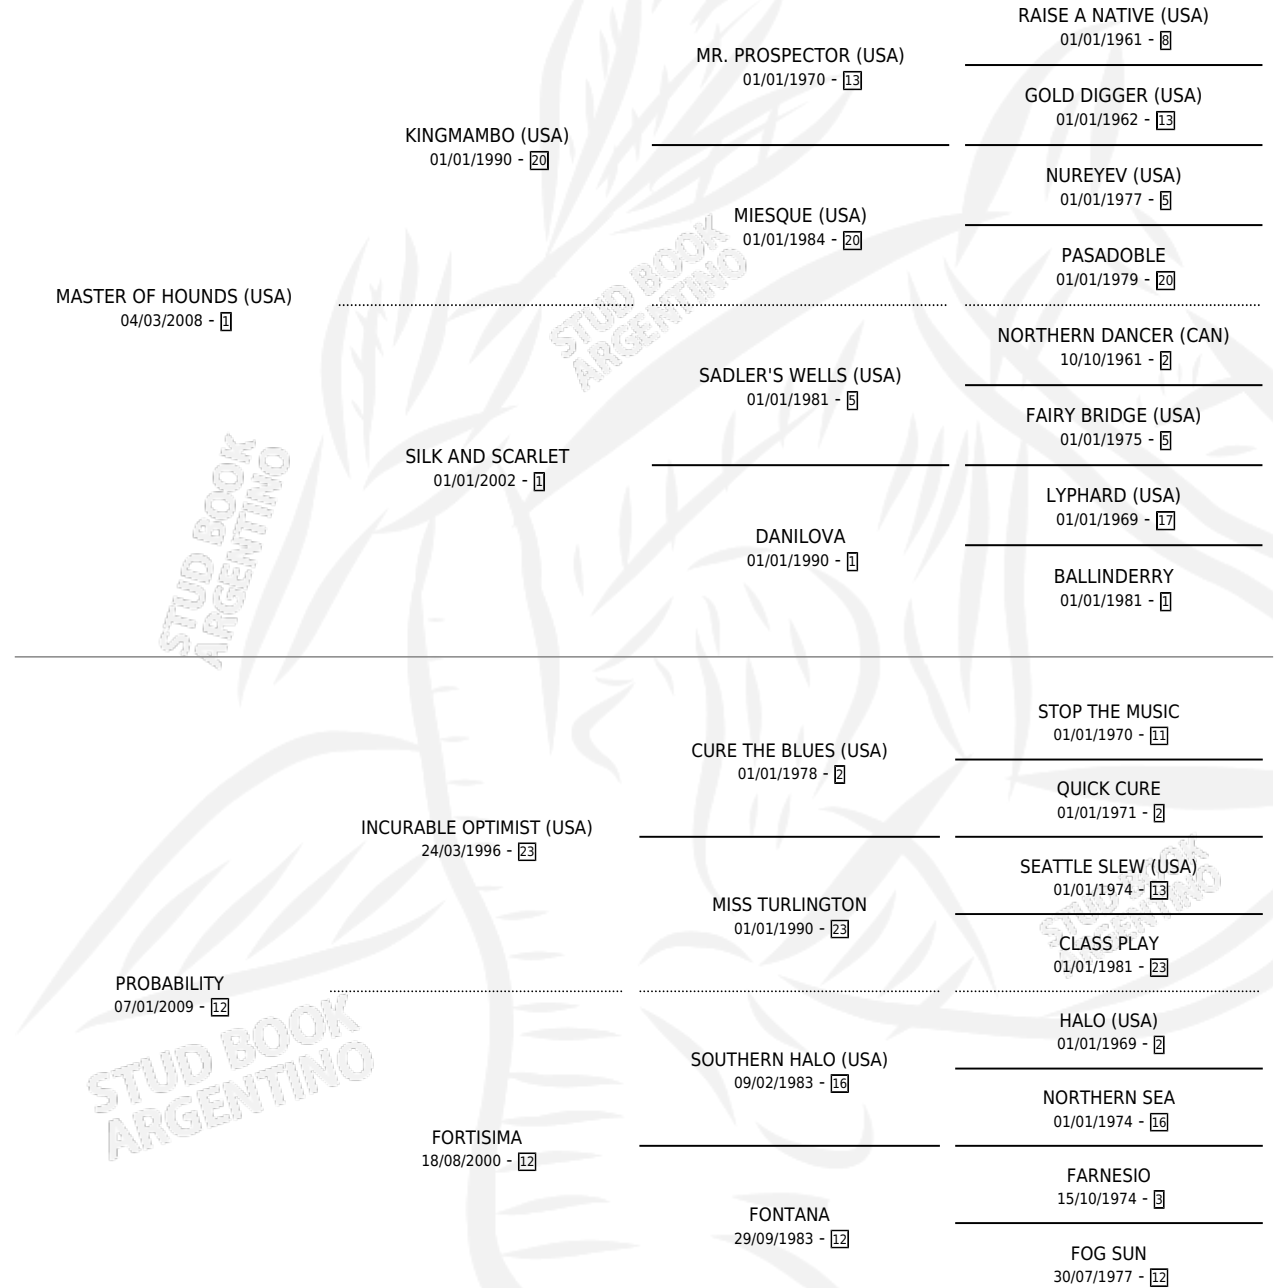 RAISE A NATIVE (USA)
01/01/1961 - 8
MR. PROSPECTOR (USA)
01/01/1970 - 13
GOLD DIGGER (USA)
01/01/1962 - 13
KINGMAMBO (USA)
01/01/1990 - 20
NUREYEV (USA)
01/01/1977 - 5
MIESQUE (USA)
01/01/1984 - 20
PASADOBLE
01/01/1979 - 20
MASTER OF HOUNDS (USA)
04/03/2008 - 1
STUD BOOK
ARGENTINO
NORTHERN DANCER (CAN)
10/10/1961 - 2
SADLER'S WELLS (USA)
01/01/1981 - 5
FAIRY BRIDGE (USA)
01/01/1975 - 5
SILK AND SCARLET
01/01/2002 - 1
LYPHARD (USA)
01/01/1969 - 17
DANILOVA
01/01/1990 - 1
BALLINDERRY
01/01/1981 - 1
STUD BOOK
ARGENTINO
STOP THE MUSIC
01/01/1970 - 11
CURE THE BLUES (USA)
01/01/1978 - 2
QUICK CURE
01/01/1971 - 2
INCURABLE OPTIMIST (USA)
24/03/1996 - 23
SEATTLE SLEW (USA)
01/01/1974 - 13
MISS TURLINGTON
01/01/1990 - 23
CLASS PLAY
01/01/1981 - 23
STUD BOOK
ARGENTINO
PROBABILITY
07/01/2009 - 12
HALO (USA)
01/01/1969 - 2
SOUTHERN HALO (USA)
09/02/1983 - 16
NORTHERN SEA
01/01/1974 - 16
STUD BOOK
ARGENTINO
FORTISIMA
18/08/2000 - 12
FARNESIO
15/10/1974 - 3
FONTANA
29/09/1983 - 12
FOG SUN
30/07/1977 - 12